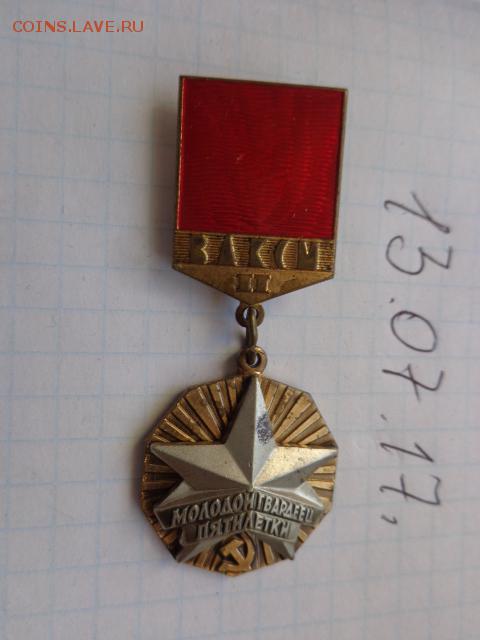 COINS.LAVE.RU
ВЛКСМ
II
МОЛОДОЙ ГВАРДЕЕЦ
ПЯТИЛЕТКИ
13.07.17.